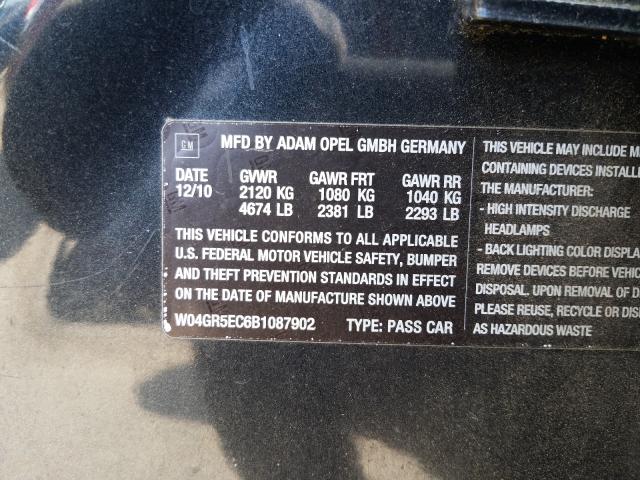 GM MFD BY ADAM OPEL GMBH GERMANY
DATE GVWR GAWR FRT GAWR RR
12/10 2120 KG 1080 KG 1040 KG
4674 LB 2381 LB 2293 LB
THIS VEHICLE CONFORMS TO ALL APPLICABLE
U.S. FEDERAL MOTOR VEHICLE SAFETY, BUMPER
AND THEFT PREVENTION STANDARDS IN EFFECT
ON THE DATE OF MANUFACTURE SHOWN ABOVE
W04GR5EC6B1087902 TYPE: PASS CAR
THIS VEHICLE MAY INCLUDE
CONTAINING DEVICES
THE MANUFACTURER:
- HIGH INTENSITY DISCHARGE
HEADLAMPS
- BACK LIGHTING COLOR
REMOVE DEVICES BEFORE
DISPOSAL. UPON REMOVAL OF
PLEASE REUSE, RECYCLE OR
AS HAZARDOUS WASTE